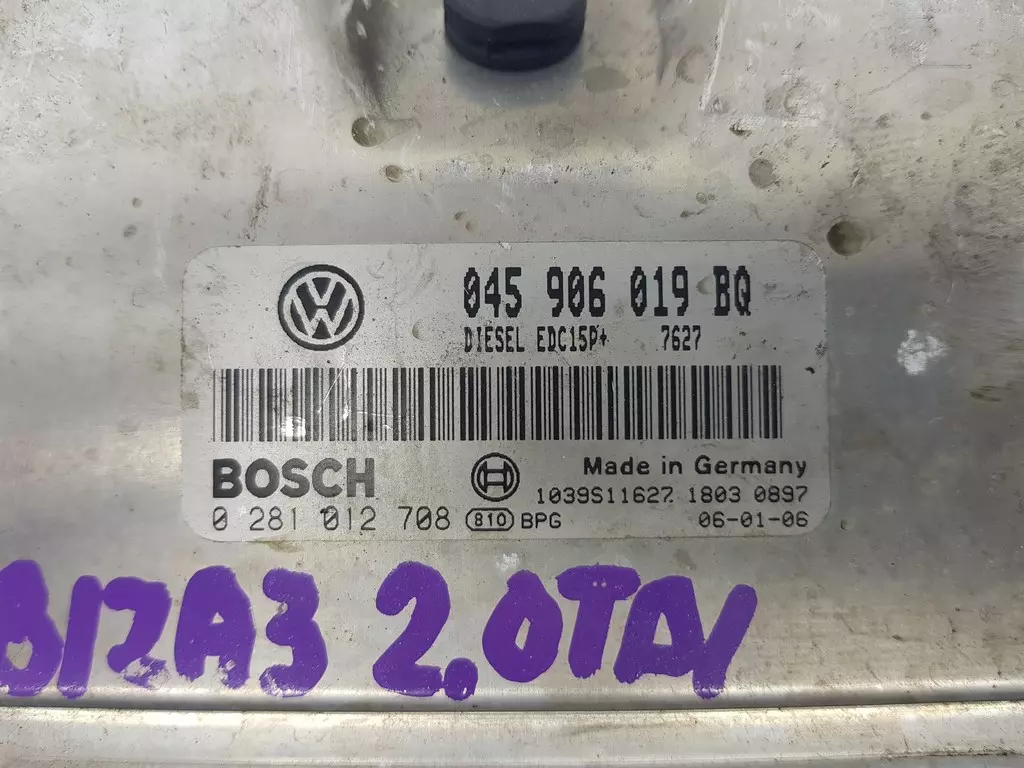 045 906 019 BQ
DIESEL EDC15P+ 7627
BOSCH
Made in Germany
1039S11627 1803 0897
0 281 012 708 810 BPG 06-01-06
2.0TDI